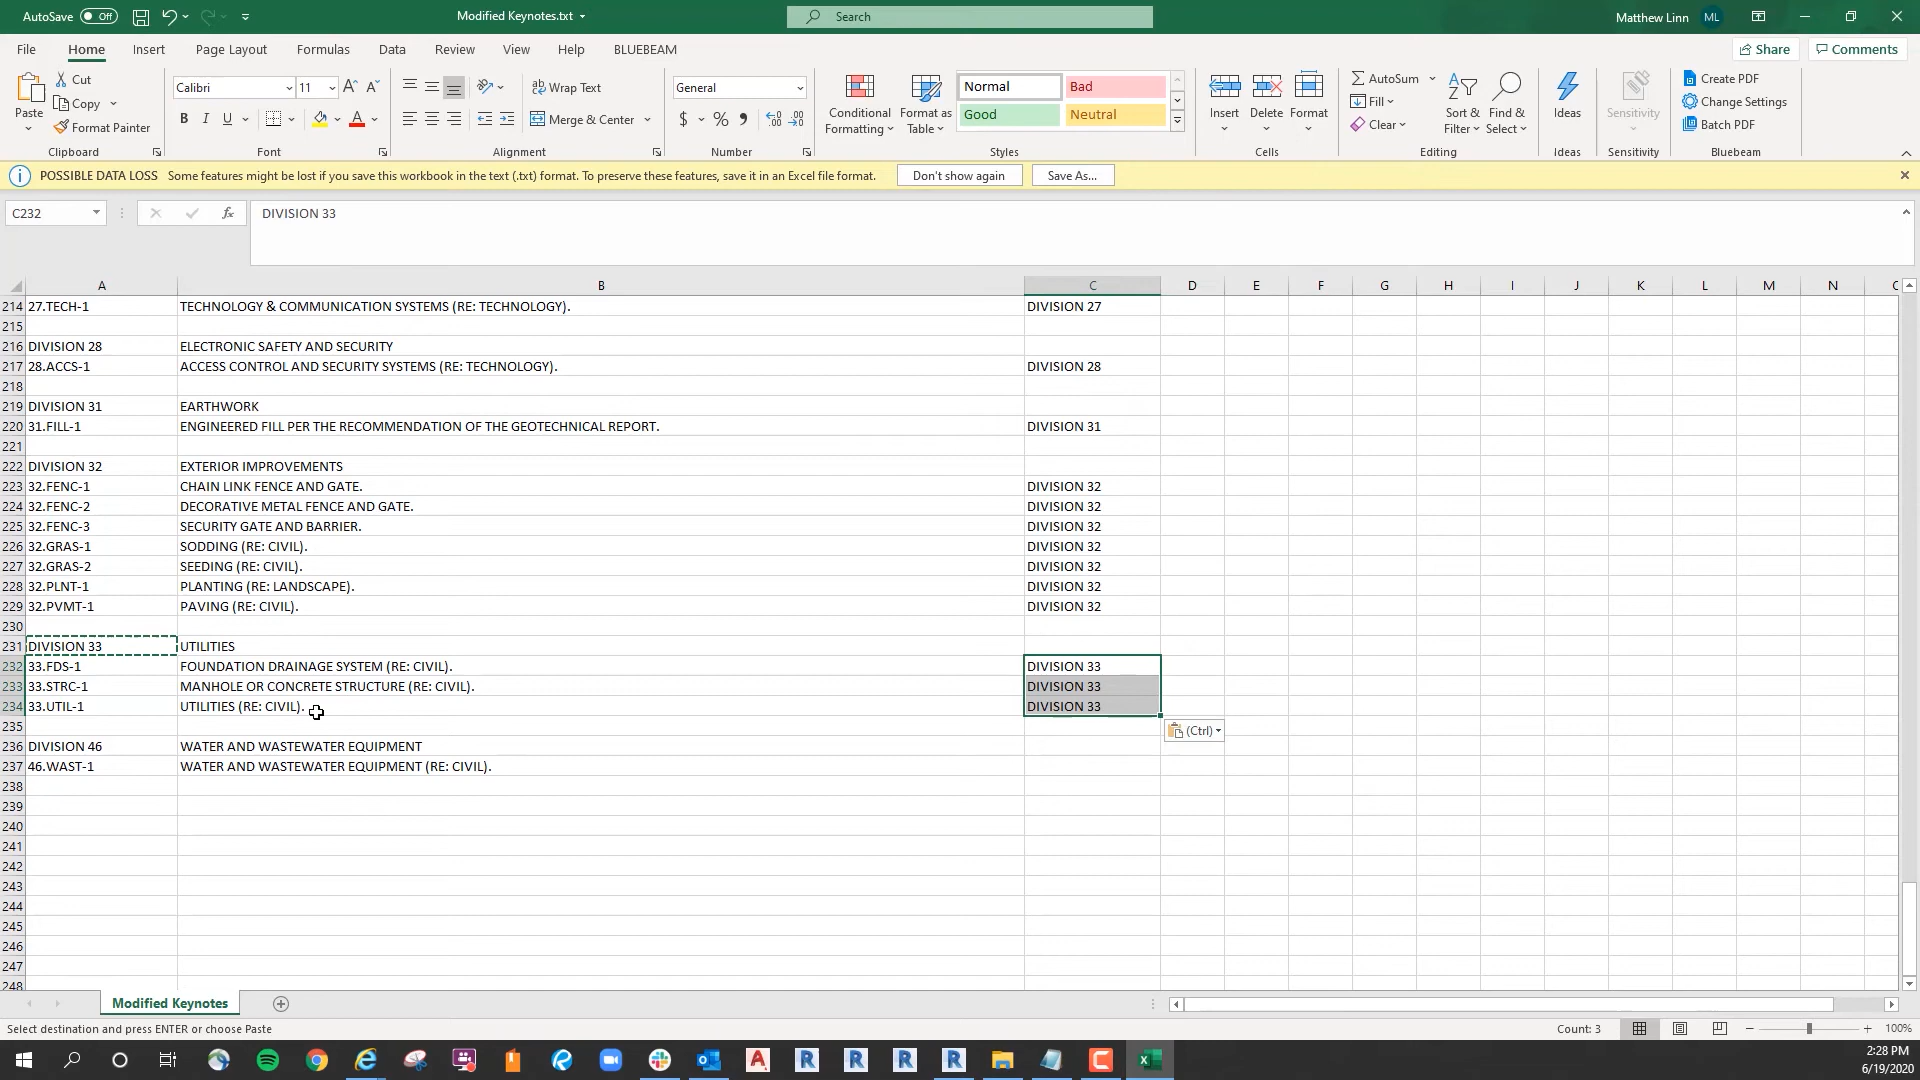 AutoSave Off Modified Keynotes.txt Search Matthew Linn ML
File Home Insert Page Layout Formulas Data Review View Help BLUEBEAM Share Comments
Paste Cut Copy Format Painter Clipboard
Calibri 11 B I U Font
Wrap Text Merge & Center Alignment
General $ % Number
Conditional Formatting Format as Table Normal Bad Good Neutral Styles
Insert Delete Format Cells
AutoSum Fill Clear Sort & Filter Find & Select Editing
Ideas Ideas
Sensitivity Sensitivity
Create PDF Change Settings Batch PDF Bluebeam
POSSIBLE DATA LOSS Some features might be lost if you save this workbook in the text (.txt) format. To preserve these features, save it in an Excel file format. Don't show again Save As...
C232 fx DIVISION 33
A B C D E F G H I J K L M N
214 27.TECH-1 TECHNOLOGY & COMMUNICATION SYSTEMS (RE: TECHNOLOGY). DIVISION 27
215
216 DIVISION 28 ELECTRONIC SAFETY AND SECURITY
217 28.ACCS-1 ACCESS CONTROL AND SECURITY SYSTEMS (RE: TECHNOLOGY). DIVISION 28
218
219 DIVISION 31 EARTHWORK
220 31.FILL-1 ENGINEERED FILL PER THE RECOMMENDATION OF THE GEOTECHNICAL REPORT. DIVISION 31
221
222 DIVISION 32 EXTERIOR IMPROVEMENTS
223 32.FENC-1 CHAIN LINK FENCE AND GATE. DIVISION 32
224 32.FENC-2 DECORATIVE METAL FENCE AND GATE. DIVISION 32
225 32.FENC-3 SECURITY GATE AND BARRIER. DIVISION 32
226 32.GRAS-1 SODDING (RE: CIVIL). DIVISION 32
227 32.GRAS-2 SEEDING (RE: CIVIL). DIVISION 32
228 32.PLNT-1 PLANTING (RE: LANDSCAPE). DIVISION 32
229 32.PVMT-1 PAVING (RE: CIVIL). DIVISION 32
230
231 DIVISION 33 UTILITIES
232 33.FDS-1 FOUNDATION DRAINAGE SYSTEM (RE: CIVIL). DIVISION 33
233 33.STRC-1 MANHOLE OR CONCRETE STRUCTURE (RE: CIVIL). DIVISION 33
234 33.UTIL-1 UTILITIES (RE: CIVIL). DIVISION 33
235 (Ctrl)
236 DIVISION 46 WATER AND WASTEWATER EQUIPMENT
237 46.WAST-1 WATER AND WASTEWATER EQUIPMENT (RE: CIVIL).
238
239
240
241
242
243
244
245
246
247
248
Modified Keynotes
Select destination and press ENTER or choose Paste Count: 3 100%
2:28 PM
6/19/2020